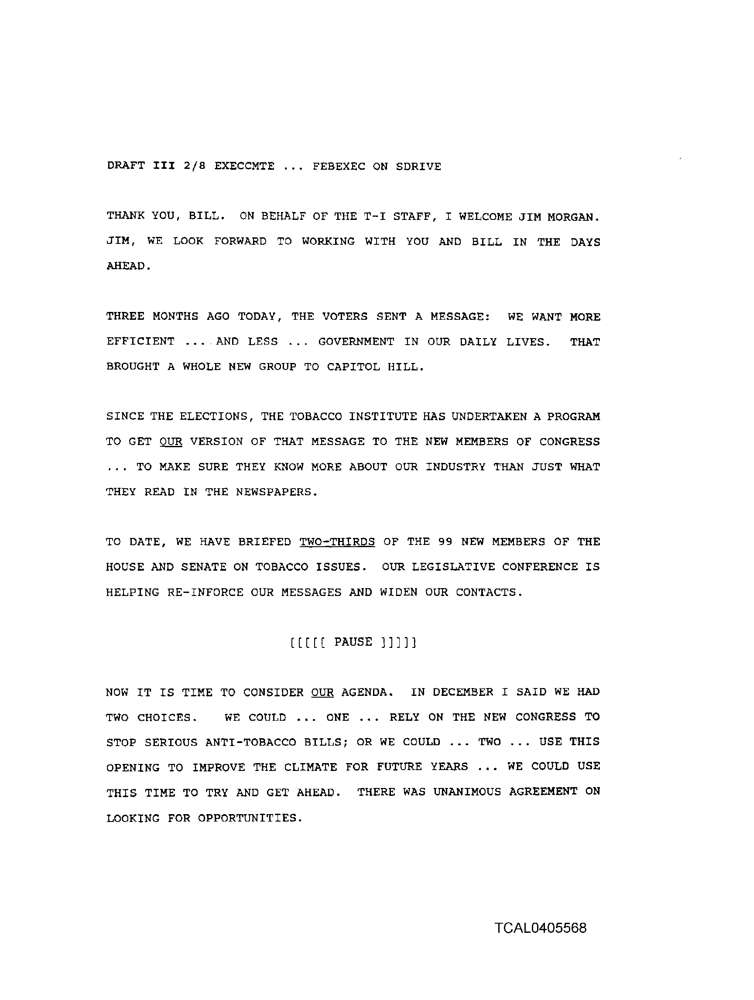 DRAFT III 2/8 EXECCMTE ... FEBEXEC ON SDRIVE
THANK YOU, BILL. ON BEHALF OF THE T-I STAFF, I WELCOME JIM MORGAN.
JIM, WE LOOK FORWARD TO WORKING WITH YOU AND BILL IN THE DAYS
AHEAD.
THREE MONTHS AGO TODAY, THE VOTERS SENT A MESSAGE: WE WANT MORE
EFFICIENT ... AND LESS ... GOVERNMENT IN OUR DAILY LIVES. THAT
BROUGHT A WHOLE NEW GROUP TO CAPITOL HILL.
SINCE THE ELECTIONS, THE TOBACCO INSTITUTE HAS UNDERTAKEN A PROGRAM
TO GET OUR VERSION OF THAT MESSAGE TO THE NEW MEMBERS OF CONGRESS
... TO MAKE SURE THEY KNOW MORE ABOUT OUR INDUSTRY THAN JUST WHAT
THEY READ IN THE NEWSPAPERS.
TO DATE, WE HAVE BRIEFED TWO-THIRDS OF THE 99 NEW MEMBERS OF THE
HOUSE AND SENATE ON TOBACCO ISSUES. OUR LEGISLATIVE CONFERENCE IS
HELPING RE-INFORCE OUR MESSAGES AND WIDEN OUR CONTACTS.
[[[[[ PAUSE ]]]]]
NOW IT IS TIME TO CONSIDER OUR AGENDA. IN DECEMBER I SAID WE HAD
TWO CHOICES. WE COULD ... ONE ... RELY ON THE NEW CONGRESS TO
STOP SERIOUS ANTI-TOBACCO BILLS; OR WE COULD ... TWO ... USE THIS
OPENING TO IMPROVE THE CLIMATE FOR FUTURE YEARS ... WE COULD USE
THIS TIME TO TRY AND GET AHEAD. THERE WAS UNANIMOUS AGREEMENT ON
LOOKING FOR OPPORTUNITIES.
TCAL0405568